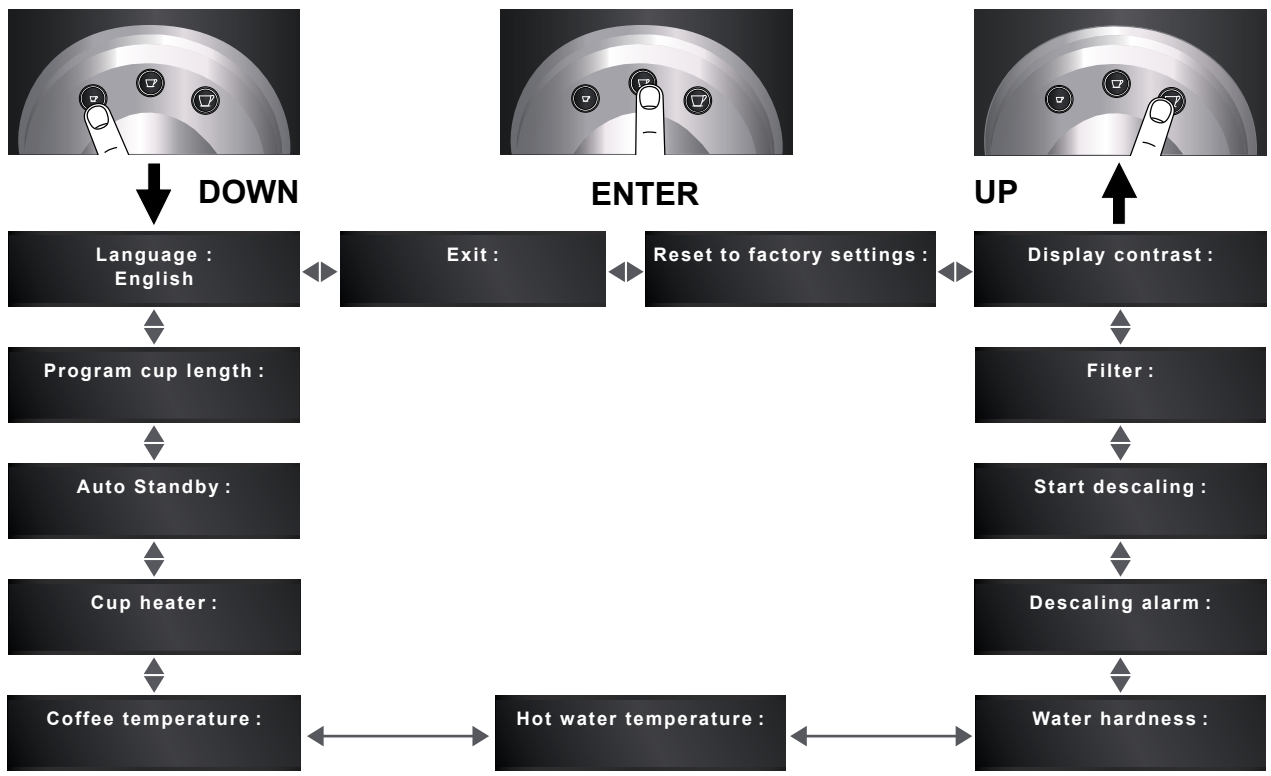 DOWN
ENTER
UP
Language :
English
Exit :
Reset to factory settings :
Display contrast :
Program cup length :
Filter :
Auto Standby :
Start descaling :
Cup heater :
Descaling alarm :
Coffee temperature :
Hot water temperature :
Water hardness :